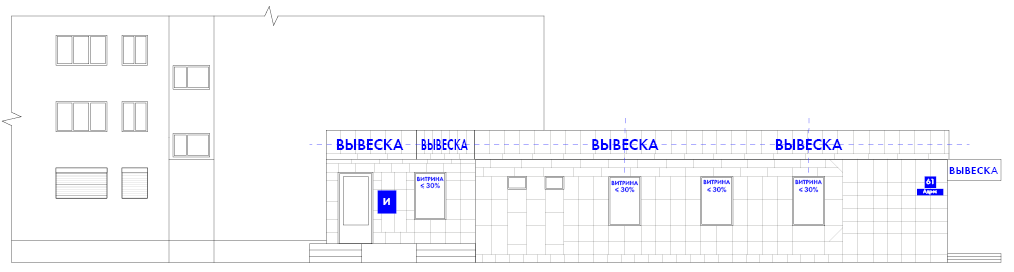 ВЫВЕСКА ВЫВЕСКА ВЫВЕСКА ВЫВЕСКА
ВЫВЕСКА
ВИТРИНА
≤ 30%
ВИТРИНА
≤ 30%
ВИТРИНА
≤ 30%
ВИТРИНА
≤ 30%
61
Адрес
И